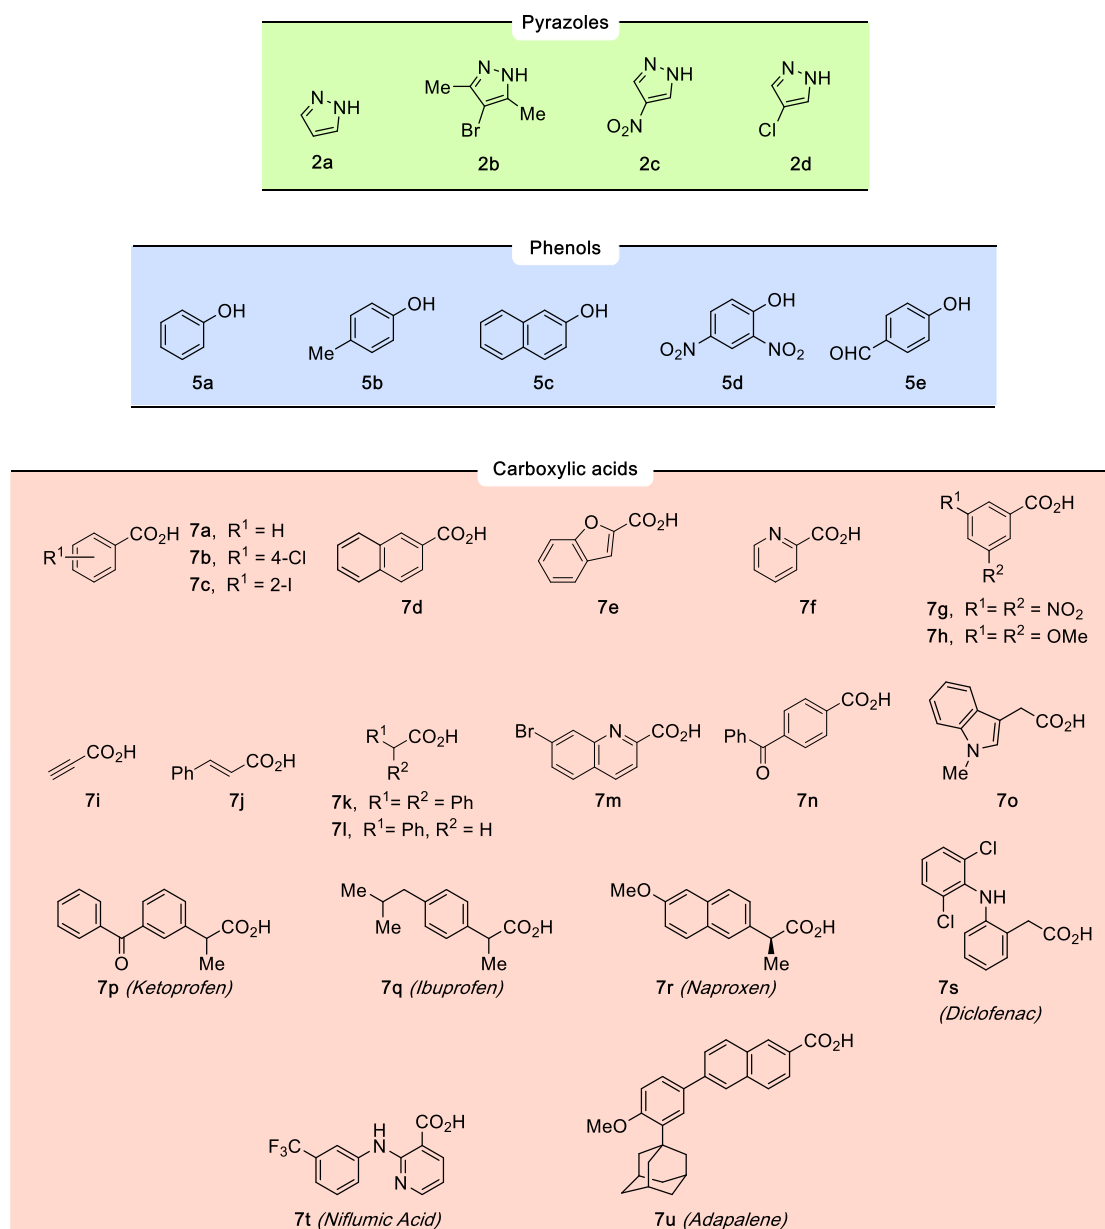 Pyrazoles
N
NH
2a
Me
N
NH
Me
Br
2b
N
NH
O₂N
2c
N
NH
Cl
2d
Phenols
OH
5a
OH
Me
5b
OH
5c
OH
O₂N
NO₂
5d
OH
OHC
5e
Carboxylic acids
R¹
CO₂H
7a, R¹ = H
7b, R¹ = 4-Cl
7c, R¹ = 2-I
CO₂H
7d
O
CO₂H
7e
N
CO₂H
7f
R¹
CO₂H
R²
7g, R¹= R² = NO₂
7h, R¹= R² = OMe
CO₂H
7i
Ph
CO₂H
7j
R¹
CO₂H
R²
7k, R¹= R² = Ph
7l, R¹= Ph, R² = H
Br
N
CO₂H
7m
Ph
O
CO₂H
7n
CO₂H
N
Me
7o
O
CO₂H
Me
7p (Ketoprofen)
Me
Me
CO₂H
Me
7q (Ibuprofen)
MeO
CO₂H
Me
7r (Naproxen)
Cl
NH
Cl
CO₂H
7s
(Diclofenac)
F₃C
H
N
CO₂H
N
7t (Niflumic Acid)
CO₂H
MeO
7u (Adapalene)